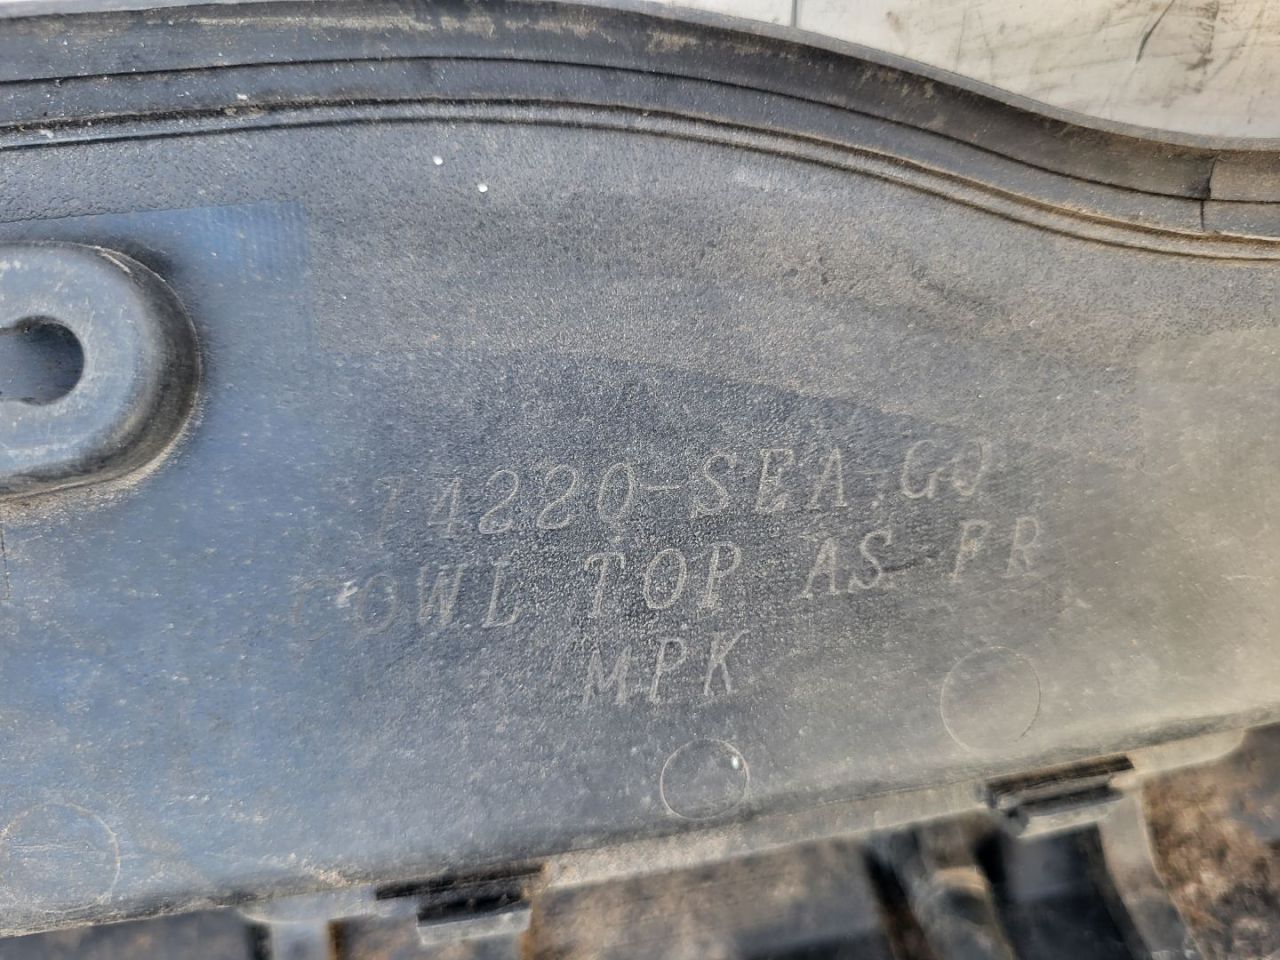 74220-SEA-G0
COWL TOP AS FR
MPK